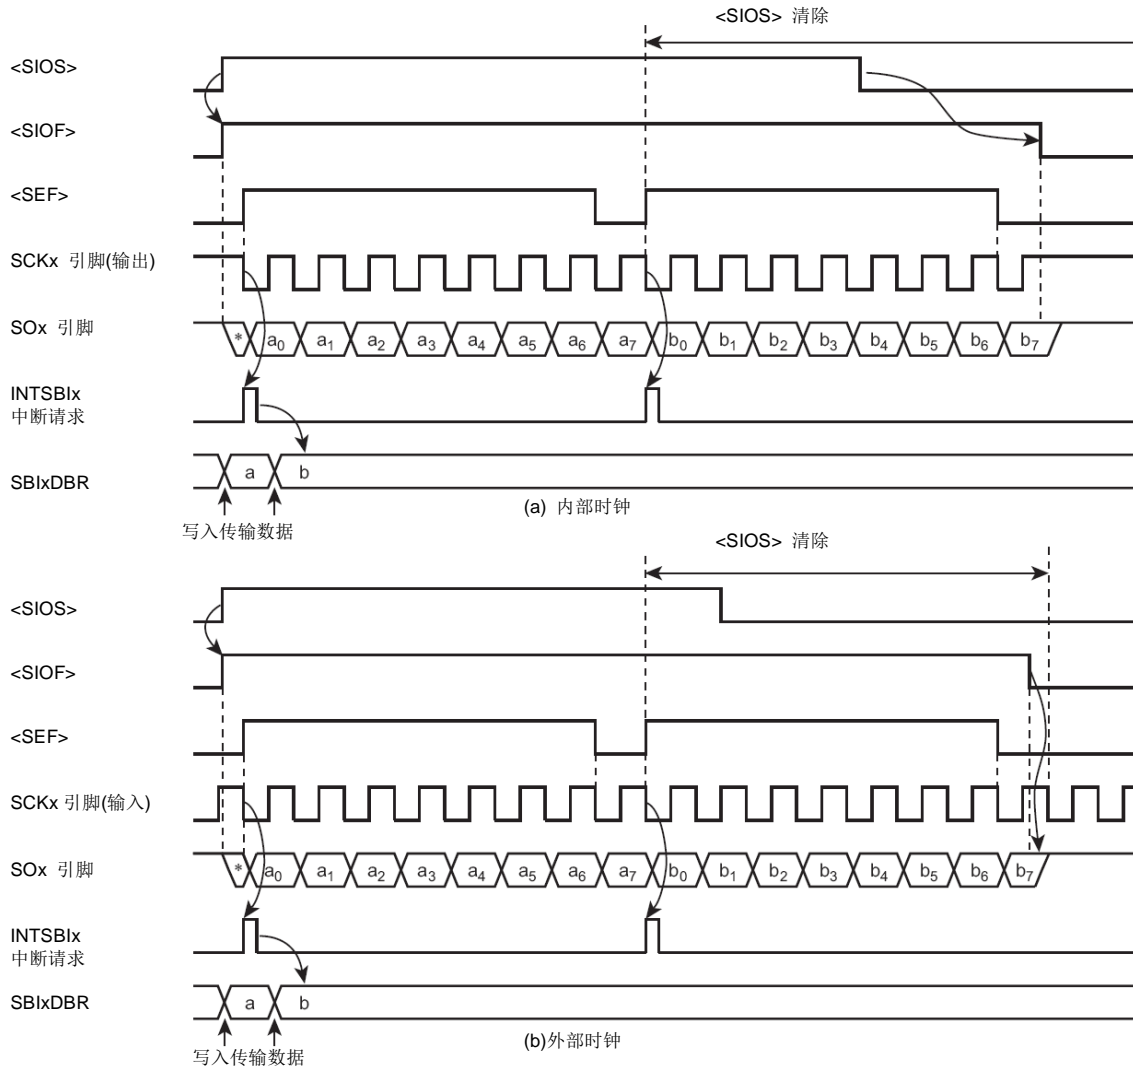 <SIOS> 清除
<SIOS>
<SIOF>
<SEF>
SCKx 引脚(输出)
SOx 引脚
* a0 a1 a2 a3 a4 a5 a6 a7 b0 b1 b2 b3 b4 b5 b6 b7
INTSBIx
中断请求
SBIxDBR
a b
(a) 内部时钟
写入传输数据
<SIOS> 清除
<SIOS>
<SIOF>
<SEF>
SCKx 引脚(输入)
SOx 引脚
* a0 a1 a2 a3 a4 a5 a6 a7 b0 b1 b2 b3 b4 b5 b6 b7
INTSBIx
中断请求
SBIxDBR
a b
(b)外部时钟
写入传输数据